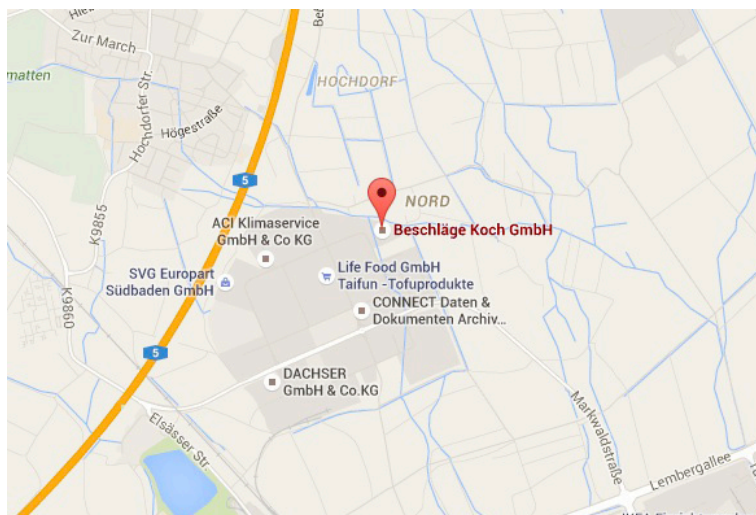 Zur March
matten
Hochdorfer Str.
Högestraße
HOCHDORF
5
K9855
NORD
ACI Klimaservice
GmbH & Co KG
Beschläge Koch GmbH
SVG Europart
Südbaden GmbH
Life Food GmbH
Taifun -Tofuprodukte
K9860
CONNECT Daten &
Dokumenten Archiv...
5
DACHSER
GmbH & Co.KG
Elsässer Str.
Markwaldstraße
Lembergallee